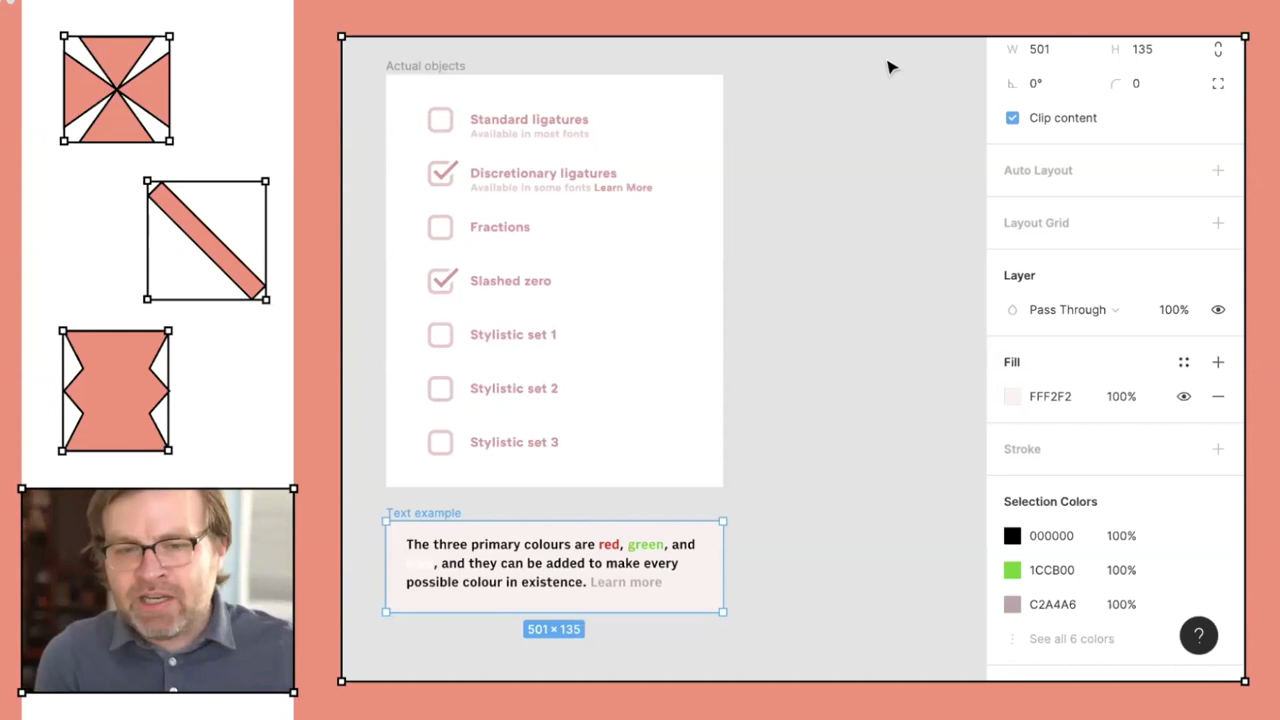 Actual objects
Standard ligatures
Available in most fonts
Discretionary ligatures
Available in some fonts Learn More
Fractions
Slashed zero
Stylistic set 1
Stylistic set 2
Stylistic set 3
Text example
The three primary colours are red, green, and
, and they can be added to make every
possible colour in existence. Learn more
501 × 135
W 501 H 135
0° 0
Clip content
Auto Layout
Layout Grid
Layer
Pass Through 100%
Fill
FFF2F2 100%
Stroke
Selection Colors
000000 100%
1CCB00 100%
C2A4A6 100%
See all 6 colors
?